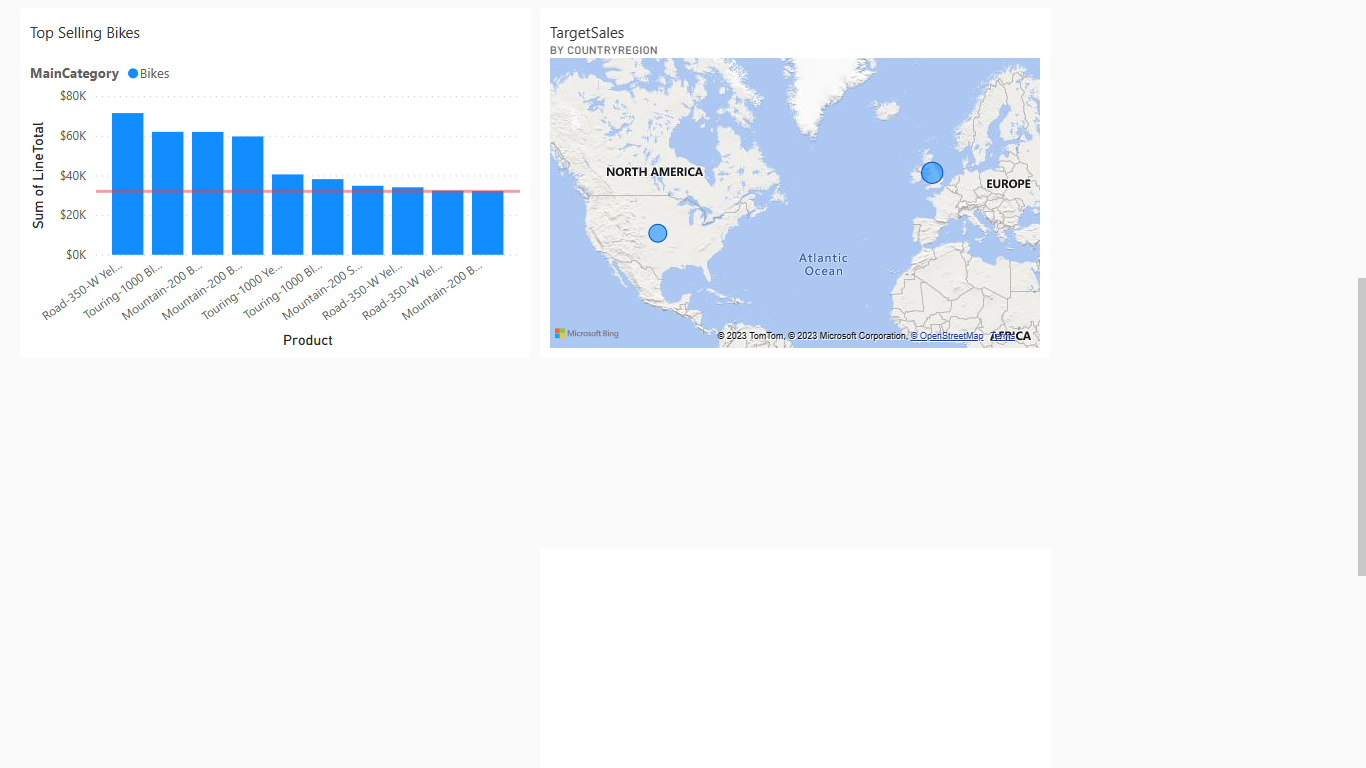 Top Selling Bikes
MainCategory Bikes
$80K
$60K
$40K
$20K
$0K
Sum of LineTotal
Road-350-W Yel...
Touring-1000 Bl...
Mountain-200 B...
Mountain-200 B...
Touring-1000 Ye...
Touring-1000 Bl...
Mountain-200 S...
Road-350-W Yel...
Road-350-W Yel...
Mountain-200 B...
Product
TargetSales
BY COUNTRYREGION
NORTH AMERICA
EUROPE
Atlantic
Ocean
AFRICA
Microsoft Bing
© 2023 TomTom, © 2023 Microsoft Corporation, © OpenStreetMap Terms